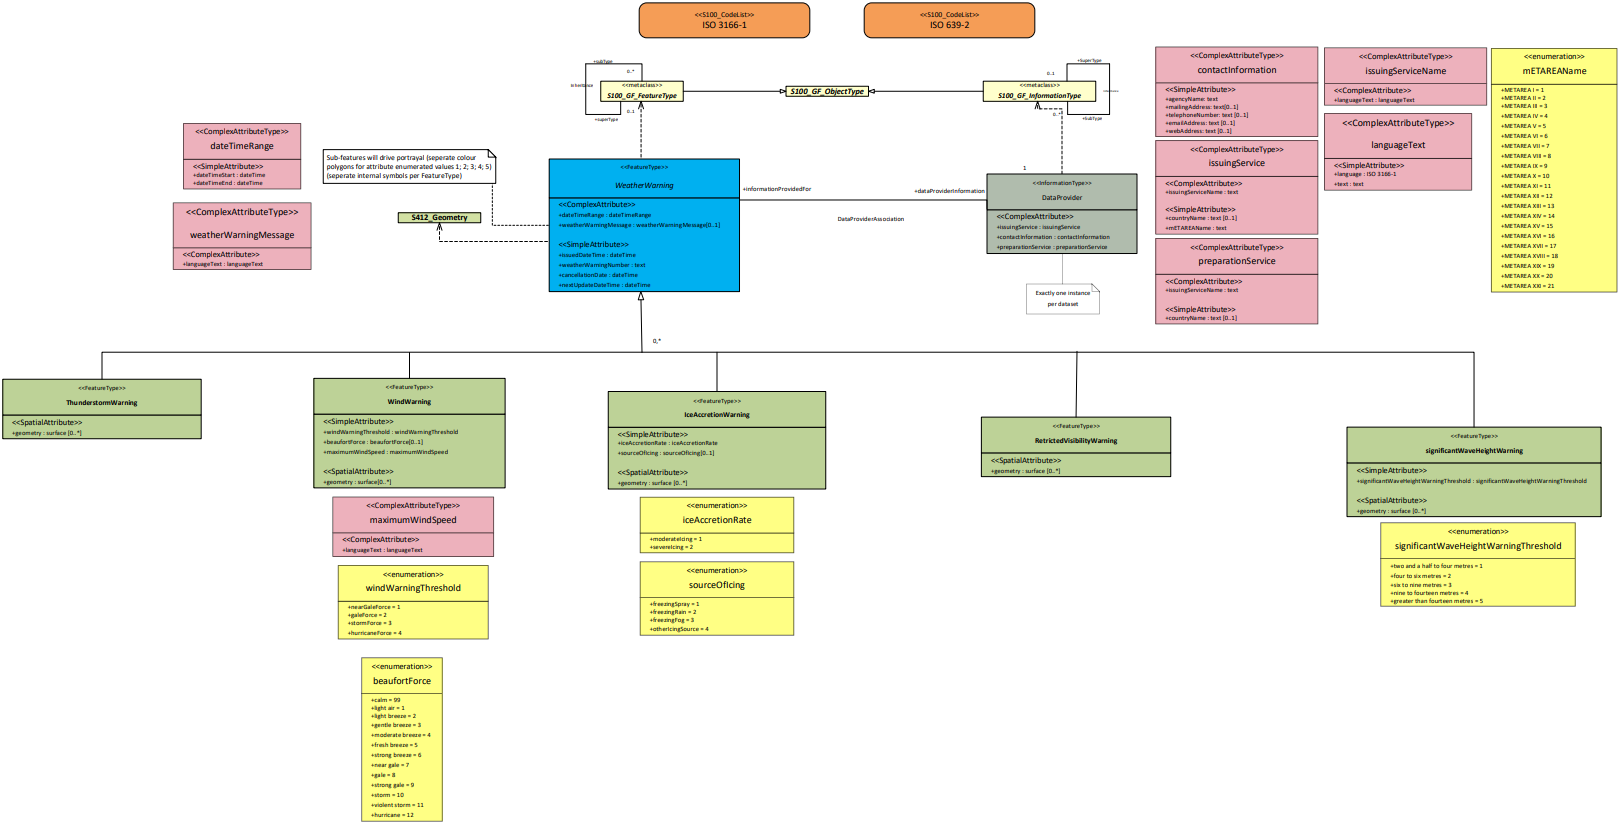 <<S100_CodeList>>
ISO 3166-1
<<S100_CodeList>>
ISO 639-2
+subType
0..*
Inheritance
<<metaclass>>
S100_GF_FeatureType
0..1
+superType
S100_GF_ObjectType
+SuperType
0..1
<<metaclass>>
S100_GF_InformationType
0..*
+SubType
<<ComplexAttributeType>>
contactInformation
<<SimpleAttribute>>
+agencyName: text
+mailingAddress: text[0..1]
+telephoneNumber: text [0..1]
+emailAddress: text [0..1]
+webAddress: text [0..1]
<<ComplexAttributeType>>
issuingServiceName
<<ComplexAttribute>>
+languageText : languageText
<<enumeration>>
mETAREAName
+METAREA I = 1
+METAREA II = 2
+METAREA III = 3
+METAREA IV = 4
+METAREA V = 5
+METAREA VI = 6
+METAREA VII = 7
+METAREA VIII = 8
+METAREA IX = 9
+METAREA X = 10
+METAREA XI = 11
+METAREA XII = 12
+METAREA XIII = 13
+METAREA XIV = 14
+METAREA XV = 15
+METAREA XVI = 16
+METAREA XVII = 17
+METAREA XVIII = 18
+METAREA XIX = 19
+METAREA XX = 20
+METAREA XXI = 21
<<ComplexAttributeType>>
languageText
<<SimpleAttribute>>
+language : ISO 3166-1
+text : text
<<ComplexAttributeType>>
issuingService
<<ComplexAttribute>>
+issuingServiceName : text
<<SimpleAttribute>>
+countryName : text [0..1]
+mETAREAName : text
<<ComplexAttributeType>>
preparationService
<<ComplexAttribute>>
+issuingServiceName : text
<<SimpleAttribute>>
+countryName : text [0..1]
<<ComplexAttributeType>>
dateTimeRange
<<SimpleAttribute>>
+dateTimeStart : dateTime
+dateTimeEnd : dateTime
<<ComplexAttributeType>>
weatherWarningMessage
<<ComplexAttribute>>
+languageText : languageText
Sub-features will drive portrayal (seperate colour
polygons for attribute enumerated values 1; 2; 3; 4; 5)
(seperate internal symbols per FeatureType)
S412_Geometry
<<FeatureType>>
WeatherWarning
<<ComplexAttribute>>
+dateTimeRange : dateTimeRange
+weatherWarningMessage : weatherWarningMessage[0..1]
<<SimpleAttribute>>
+issuedDateTime : dateTime
+weatherWarningNumber : text
+cancellationDate : dateTime
+nextUpdateDateTime : dateTime
+informationProvidedFor
+dataProviderInformation
DataProviderAssociation
1
<<InformationType>>
DataProvider
<<ComplexAttribute>>
+issuingService : issuingService
+contactInformation : contactInformation
+preparationService : preparationService
Exactly one instance
per dataset
0,*
<<FeatureType>>
ThunderstormWarning
<<SpatialAttribute>>
+geometry : surface [0..*]
<<FeatureType>>
WindWarning
<<SimpleAttribute>>
+windWarningThreshold : windWarningThreshold
+beaufortForce : beaufortForce[0..1]
+maximumWindSpeed : maximumWindSpeed
<<SpatialAttribute>>
+geometry : surface[0..*]
<<FeatureType>>
IceAccretionWarning
<<SimpleAttribute>>
+iceAccretionRate : iceAccretionRate
+sourceOfIcing : sourceOfIcing[0..1]
<<SpatialAttribute>>
+geometry : surface [0..*]
<<FeatureType>>
RetrictedVisibilityWarning
<<SpatialAttribute>>
+geometry : surface [0..*]
<<FeatureType>>
significantWaveHeightWarning
<<SimpleAttribute>>
+significantWaveHeightWarningThreshold : significantWaveHeightWarningThreshold
<<SpatialAttribute>>
+geometry : surface [0..*]
<<ComplexAttributeType>>
maximumWindSpeed
<<ComplexAttribute>>
+languageText : languageText
<<enumeration>>
windWarningThreshold
+nearGaleForce = 1
+galeForce = 2
+stormForce = 3
+hurricaneForce = 4
<<enumeration>>
beaufortForce
+calm = 99
+light air = 1
+light breeze = 2
+gentle breeze = 3
+moderate breeze = 4
+fresh breeze = 5
+strong breeze = 6
+near gale = 7
+gale = 8
+strong gale = 9
+storm = 10
+violent storm = 11
+hurricane = 12
<<enumeration>>
iceAccretionRate
+moderateIcing = 1
+severeIcing = 2
<<enumeration>>
sourceOfIcing
+freezingSpray = 1
+freezingRain = 2
+freezingFog = 3
+otherIcingSource = 4
<<enumeration>>
significantWaveHeightWarningThreshold
+two and a half to four metres = 1
+four to six metres = 2
+six to nine metres = 3
+nine to fourteen metres = 4
+greater than fourteen metres = 5